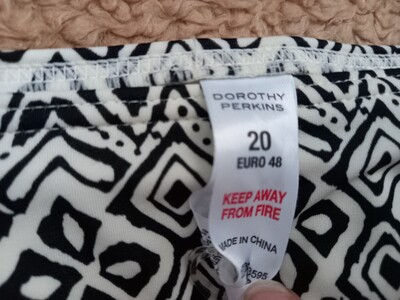 DOROTHY
PERKINS
20
EURO 48
KEEP AWAY
FROM FIRE
MADE IN CHINA